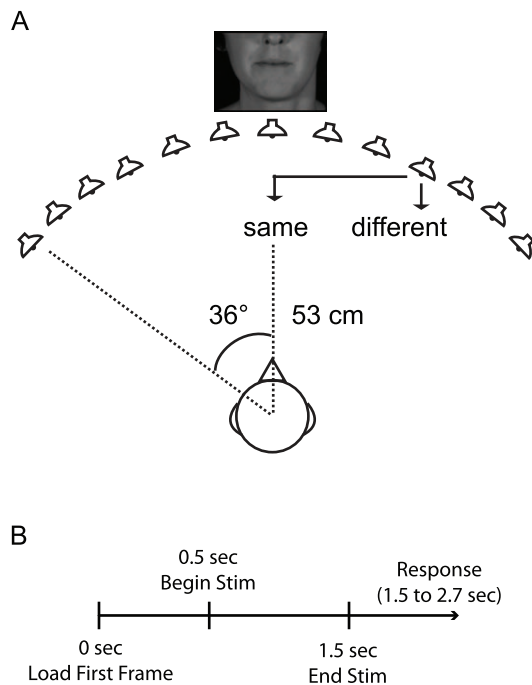 A
same
different
36°
53 cm
B
0.5 sec
Begin Stim
Response
(1.5 to 2.7 sec)
0 sec
Load First Frame
1.5 sec
End Stim